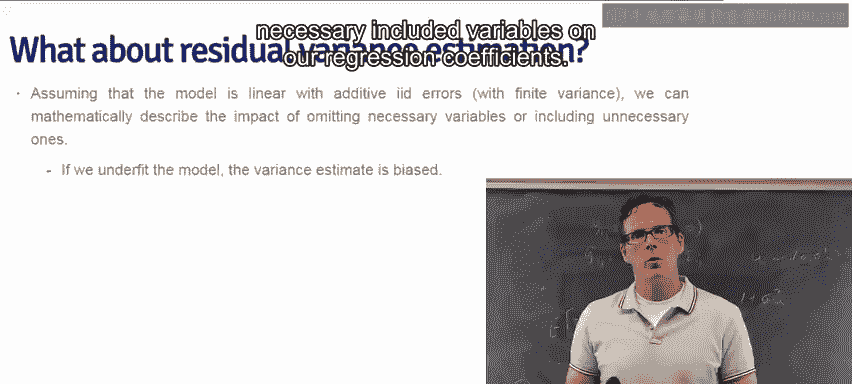 necessary included variables on
our regression coefficients.
What about residual variance estimation?
· Assuming that the model is linear with additive iid errors (with finite variance), we can
mathematically describe the impact of omitting necessary variables or including unnecessary
ones.
- If we underfit the model, the variance estimate is biased.